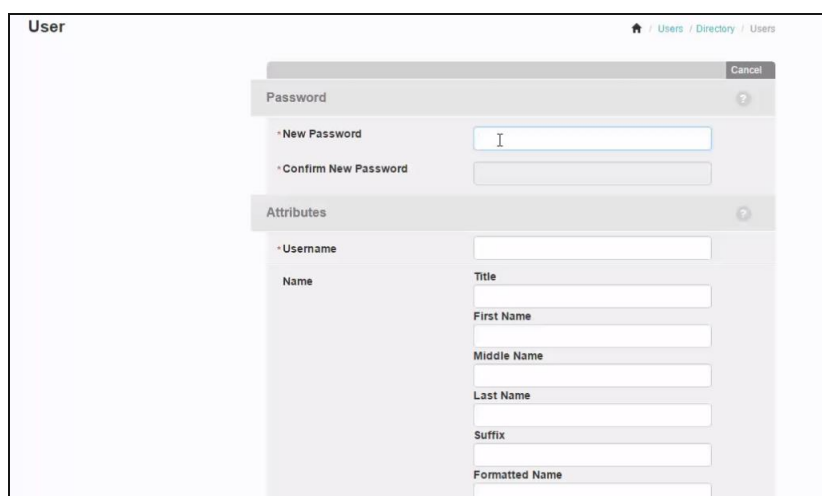 User
/ Users / Directory / Users
Cancel
Password
?
* New Password
* Confirm New Password
Attributes
?
* Username
Name
Title
First Name
Middle Name
Last Name
Suffix
Formatted Name